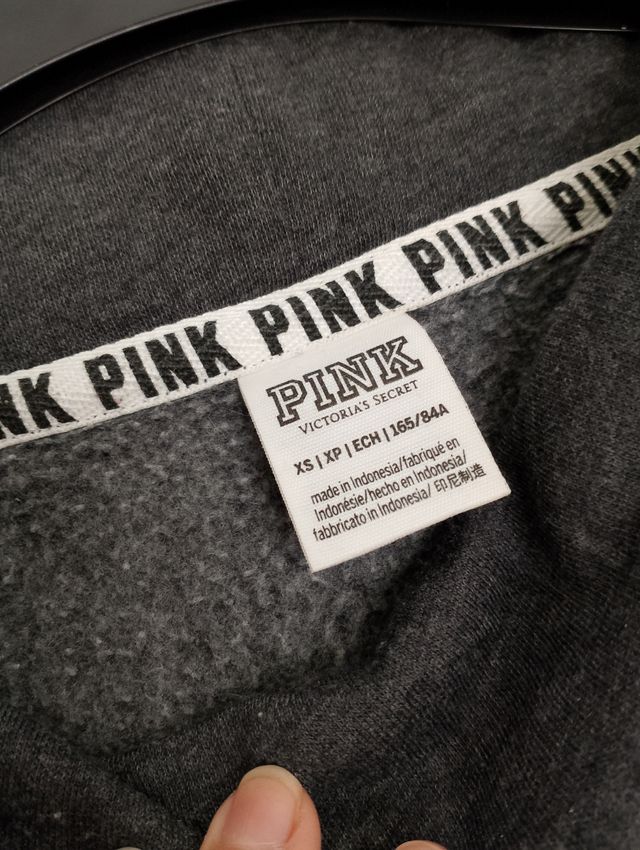 PINK PINK PINK PINK PINK
PINK
VICTORIA'S SECRET
XS | XP | ECH | 165/84A
made in Indonesia/fabriqué en
Indonésie/hecho en Indonesia/
fabbricato in Indonesia/ 印尼制造